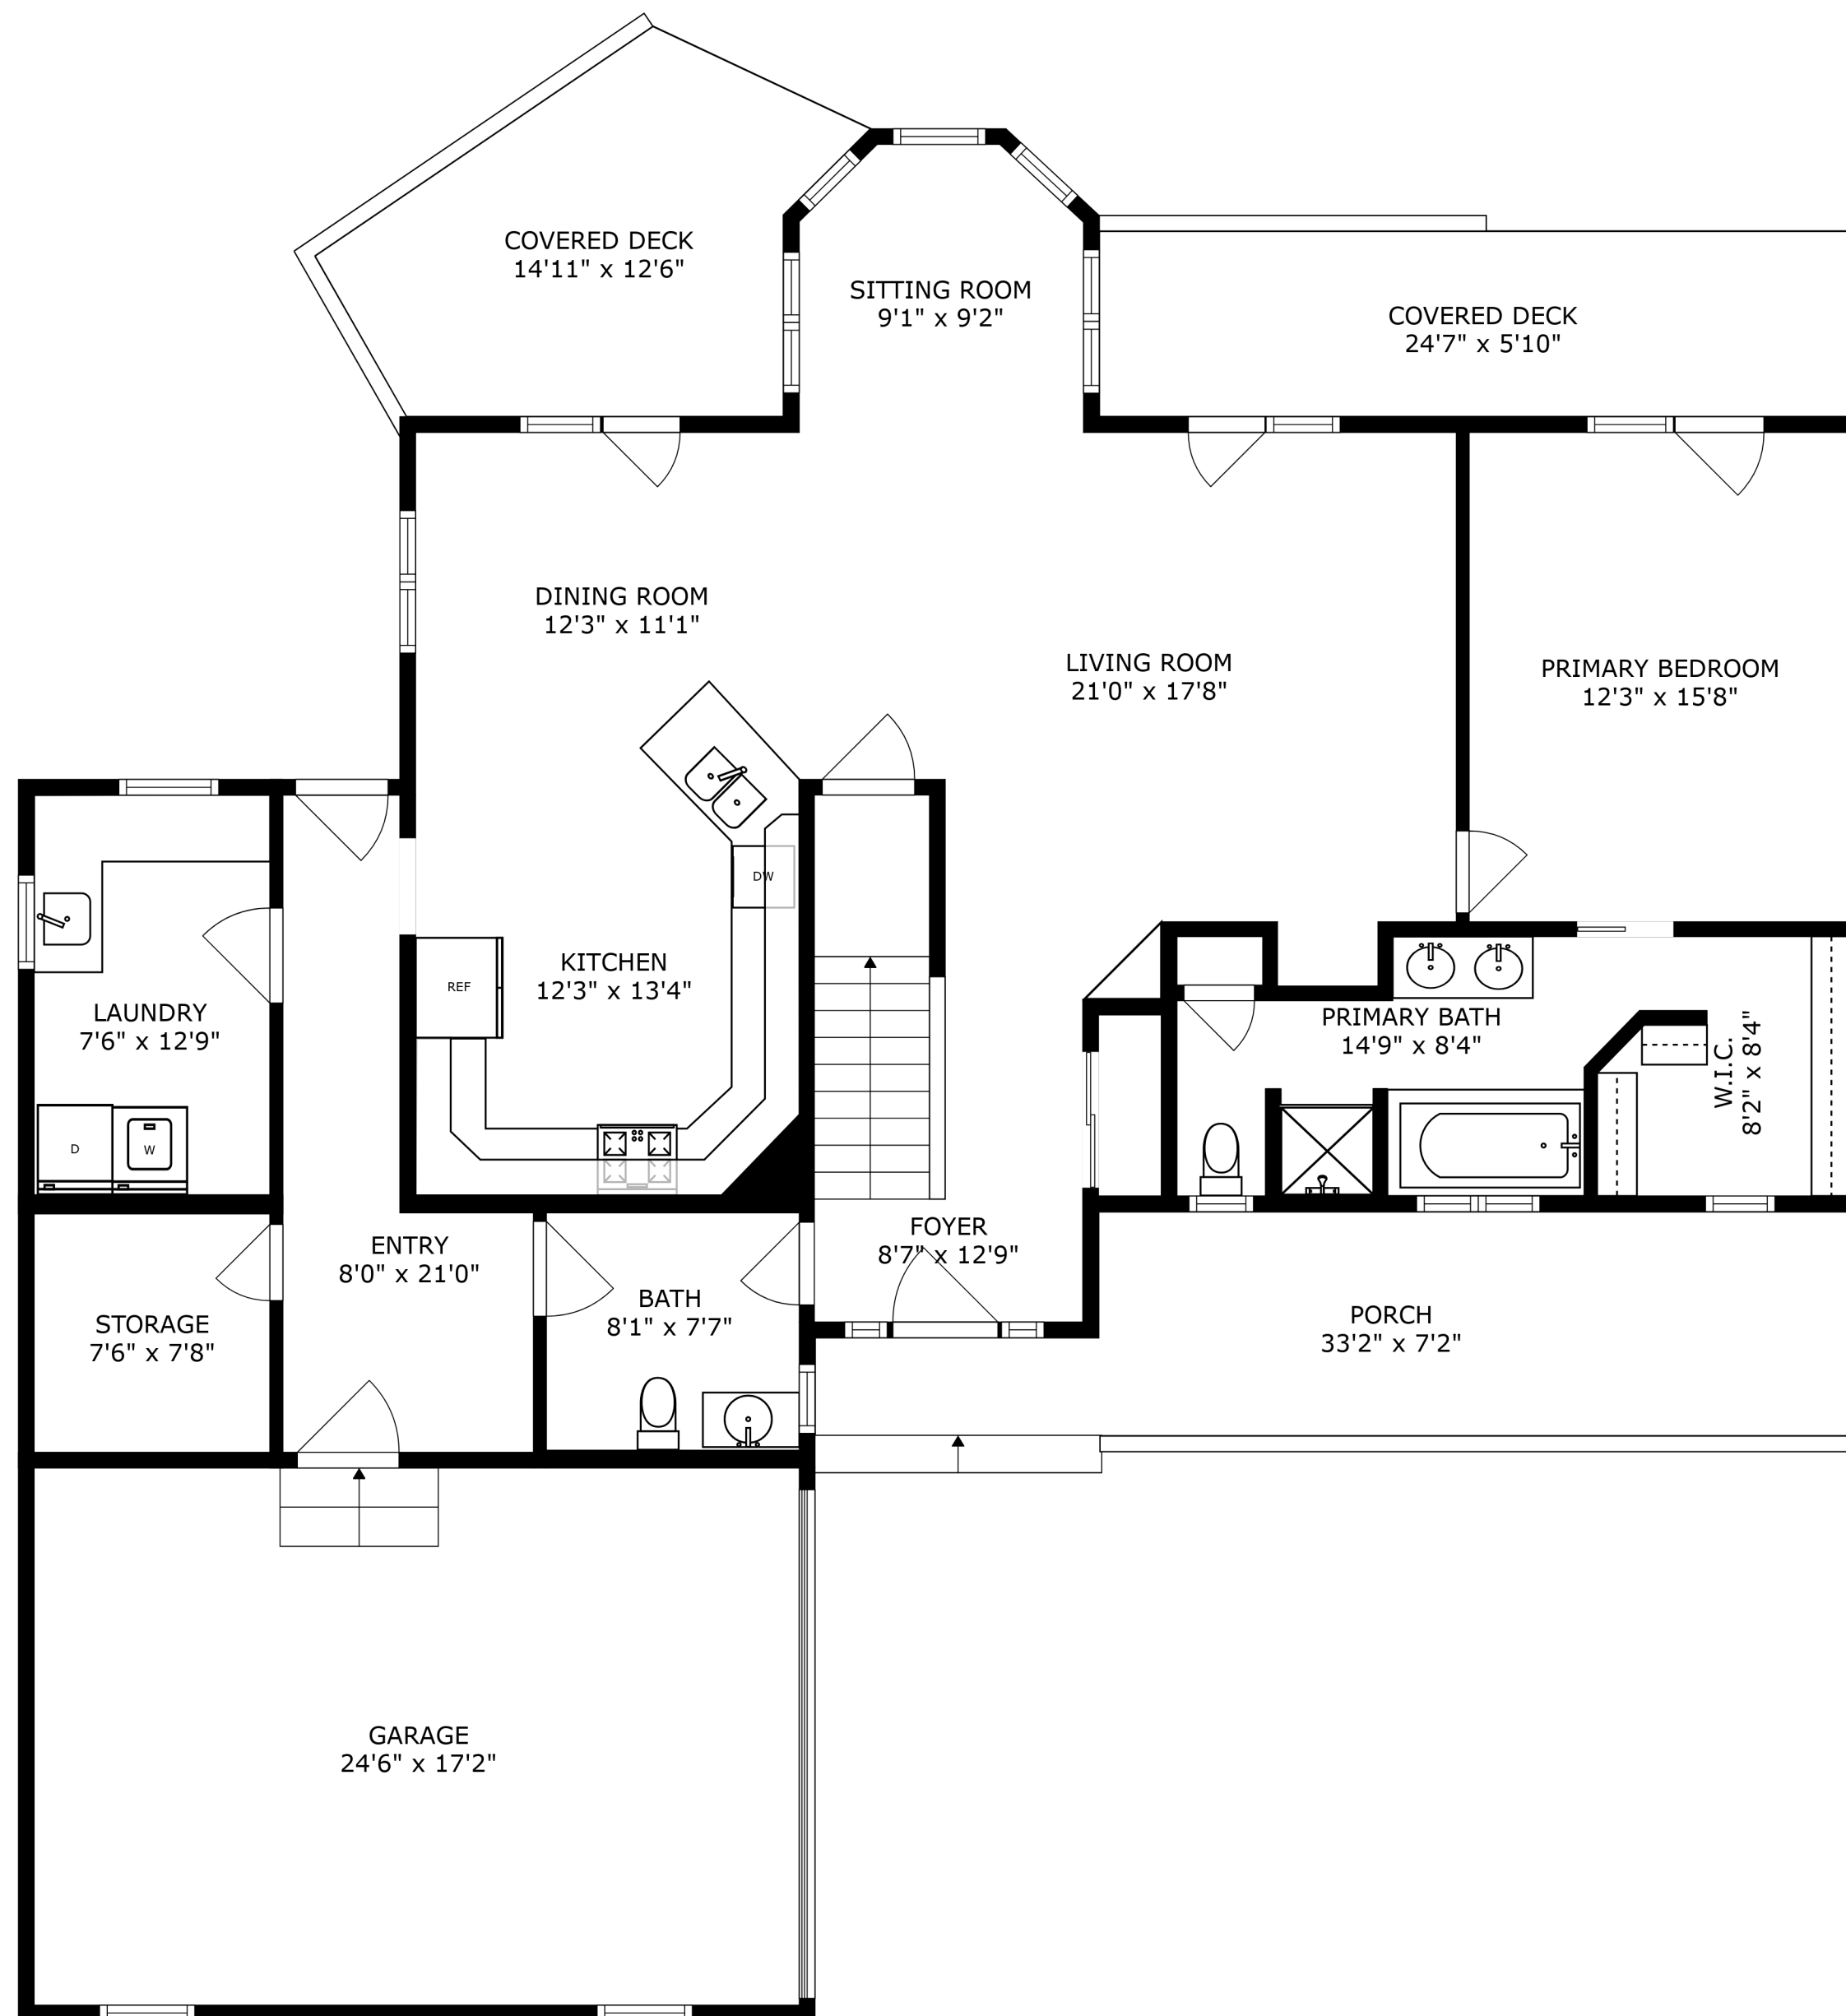 COVERED DECK
14'11" x 12'6"
SITTING ROOM
9'1" x 9'2"
COVERED DECK
24'7" x 5'10"
DINING ROOM
12'3" x 11'1"
LIVING ROOM
21'0" x 17'8"
PRIMARY BEDROOM
12'3" x 15'8"
DW
KITCHEN
12'3" x 13'4"
REF
LAUNDRY
7'6" x 12'9"
PRIMARY BATH
14'9" x 8'4"
W.I.C.
8'2" x 8'4"
D
W
FOYER
8'7" x 12'9"
ENTRY
8'0" x 21'0"
BATH
8'1" x 7'7"
STORAGE
7'6" x 7'8"
PORCH
33'2" x 7'2"
GARAGE
24'6" x 17'2"